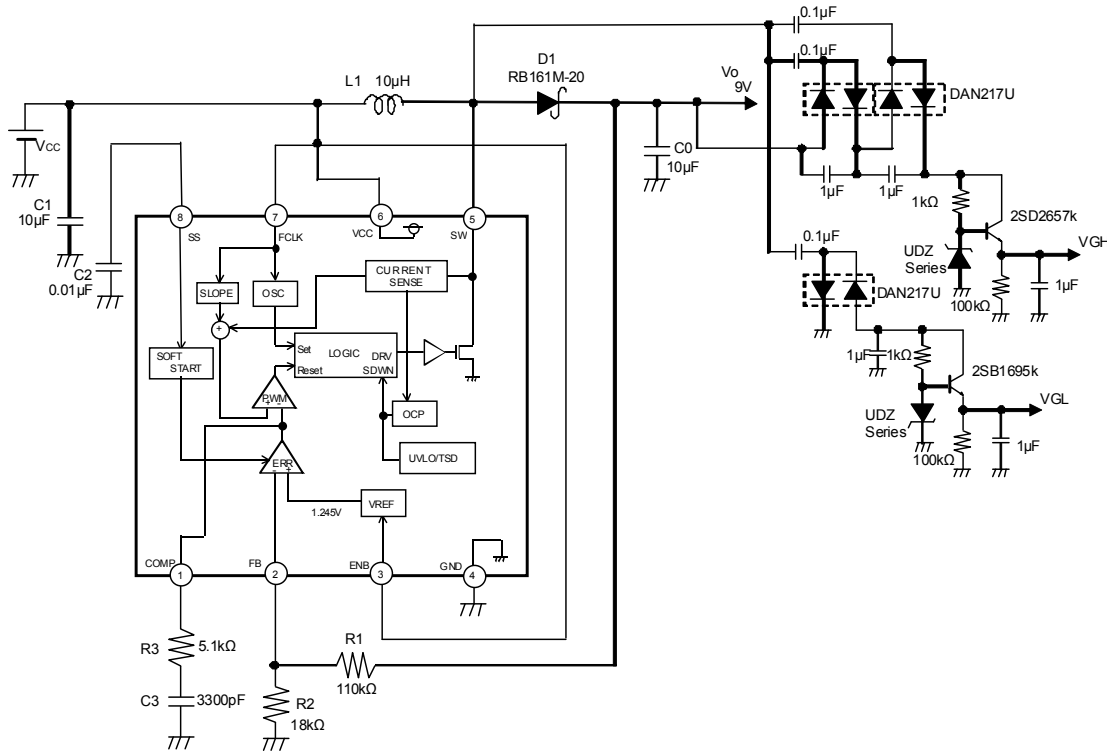 0.1µF
0.1µF
D1
RB161M-20
L1 10µH
Vo
9V
DAN217U
VCC
C0
10µF
1µF
1µF
1kΩ
2SD2657k
VGH
UDZ
Series
100kΩ
1µF
C1
10µF
C2
0.01µF
8
SS
7
FCLK
6
VCC
5
SW
0.1µF
DAN217U
SLOPE
OSC
CURRENT
SENSE
+
SOFT
START
Set
LOGIC
DRV
Reset
SDWN
PWM
+ -
OCP
ERR
- +
UVLO/TSD
1.245V
VREF
1µF
1kΩ
2SB1695k
VGL
UDZ
Series
100kΩ
1µF
COMP
1
FB
2
ENB
3
GND
4
R3
5.1kΩ
C3
3300pF
R1
110kΩ
R2
18kΩ